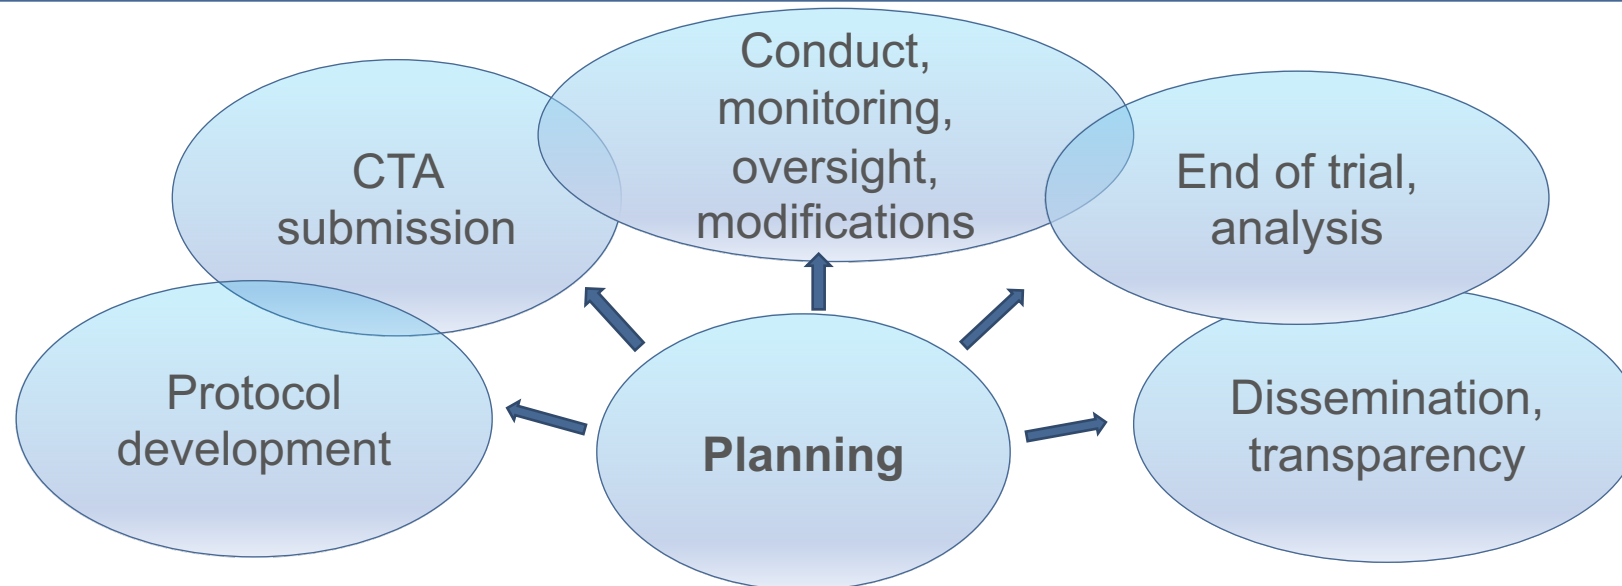 Conduct,
monitoring,
oversight,
modifications
CTA
submission
End of trial,
analysis
Protocol
development
Dissemination,
transparency
Planning